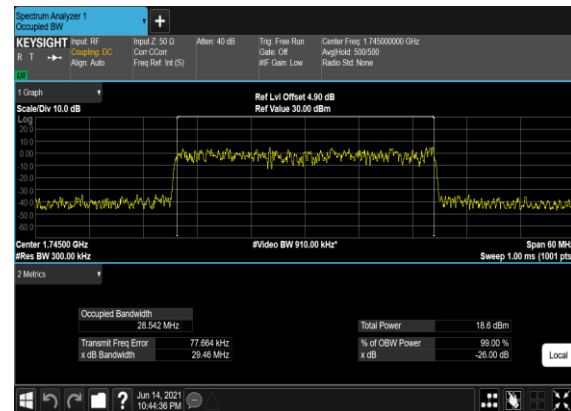 Spectrum Analyzer 1
Occupied BW
KEYSIGHT Input: RF Input Z: 50 Ω Atten: 40 dB Trig: Free Run Center Freq: 1.745000000 GHz
R T Coupling: DC Corr CCorr Gate: Off Avg|Hold: 500/500
Align: Auto Freq Ref: Int (S) #IF Gain: Low Radio Std: None
1 Graph
Ref Lvl Offset 4.90 dB
Scale/Div 10.0 dB Ref Value 30.00 dBm
Log
20.0
10.0
0.00
-10.0
-20.0
-30.0
-40.0
-50.0
-60.0
Center 1.74500 GHz #Video BW 910.00 kHz* Span 60 MHz
#Res BW 300.00 kHz Sweep 1.00 ms (1001 pts)
2 Metrics
Occupied Bandwidth
28.542 MHz Total Power 18.6 dBm
Transmit Freq Error 77.664 kHz % of OBW Power 99.00 %
x dB Bandwidth 29.46 MHz x dB -26.00 dB
Local
Jun 14, 2021
10:44:36 PM